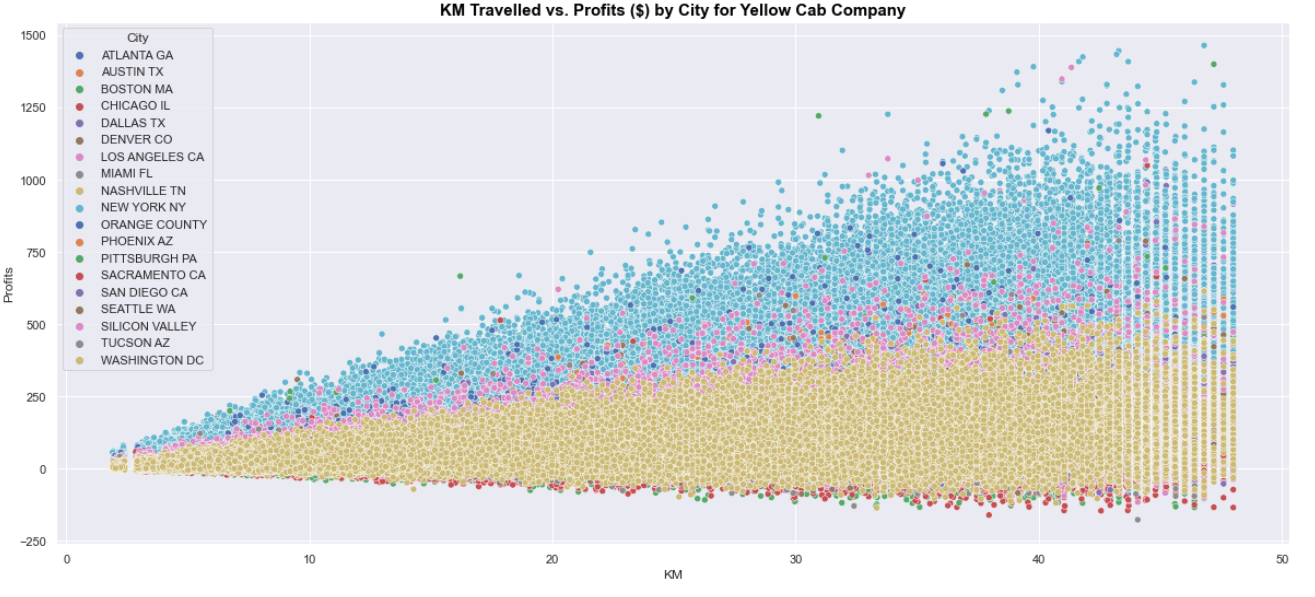 KM Travelled vs. Profits ($) by City for Yellow Cab Company
1500
1250
1000
750
500
250
0
−250
Profits
City
ATLANTA GA
AUSTIN TX
BOSTON MA
CHICAGO IL
DALLAS TX
DENVER CO
LOS ANGELES CA
MIAMI FL
NASHVILLE TN
NEW YORK NY
ORANGE COUNTY
PHOENIX AZ
PITTSBURGH PA
SACRAMENTO CA
SAN DIEGO CA
SEATTLE WA
SILICON VALLEY
TUCSON AZ
WASHINGTON DC
0 10 20 30 40 50
KM